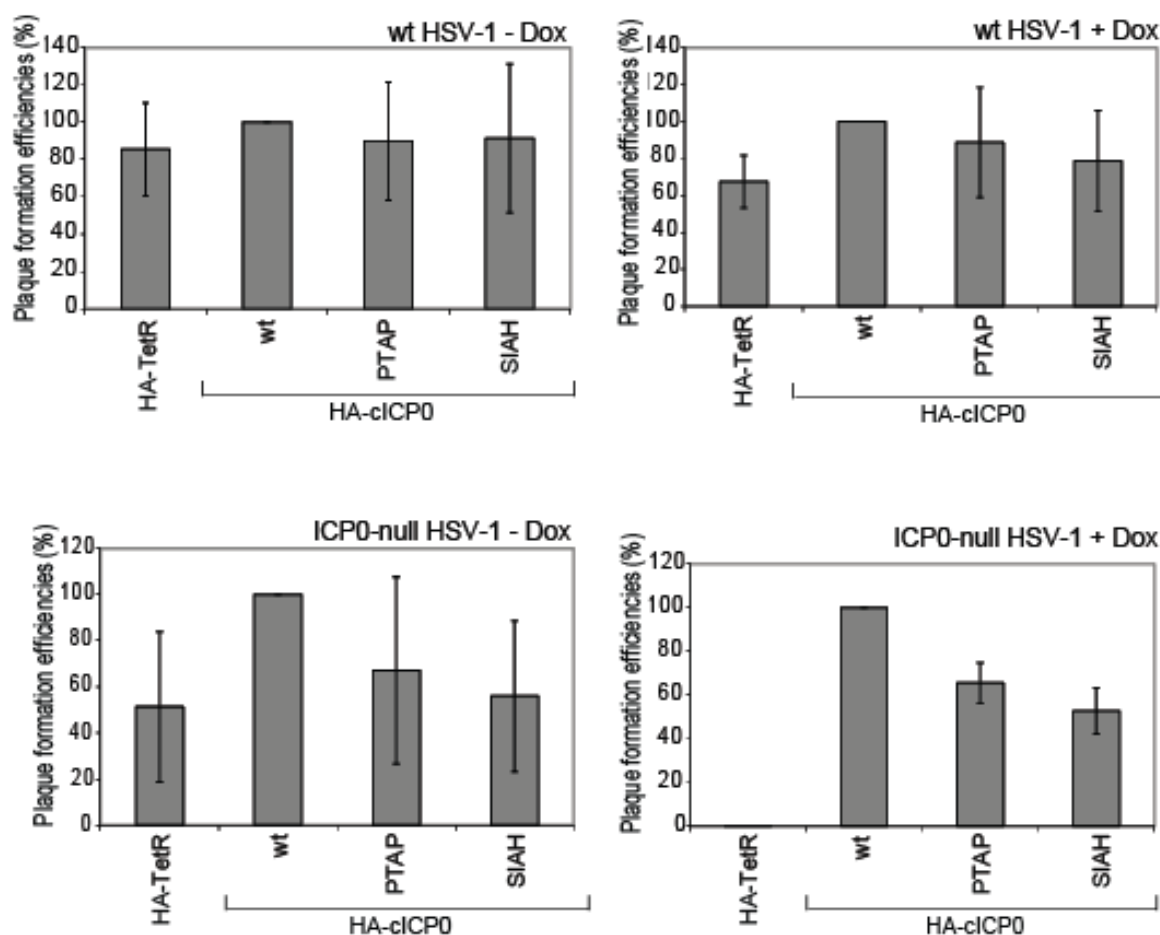 wt HSV-1 - Dox
Plaque formation efficiencies (%)
140
120
100
80
60
40
20
0
HA-TetR
wt
PTAP
SIAH
HA-cICP0
wt HSV-1 + Dox
Plaque formation efficiencies (%)
140
120
100
80
60
40
20
0
HA-TetR
wt
PTAP
SIAH
HA-cICP0
ICP0-null HSV-1 - Dox
Plaque formation efficiencies (%)
120
100
80
60
40
20
0
HA-TetR
wt
PTAP
SIAH
HA-cICP0
ICP0-null HSV-1 + Dox
Plaque formation efficiencies (%)
120
100
80
60
40
20
0
HA-TetR
wt
PTAP
SIAH
HA-cICP0